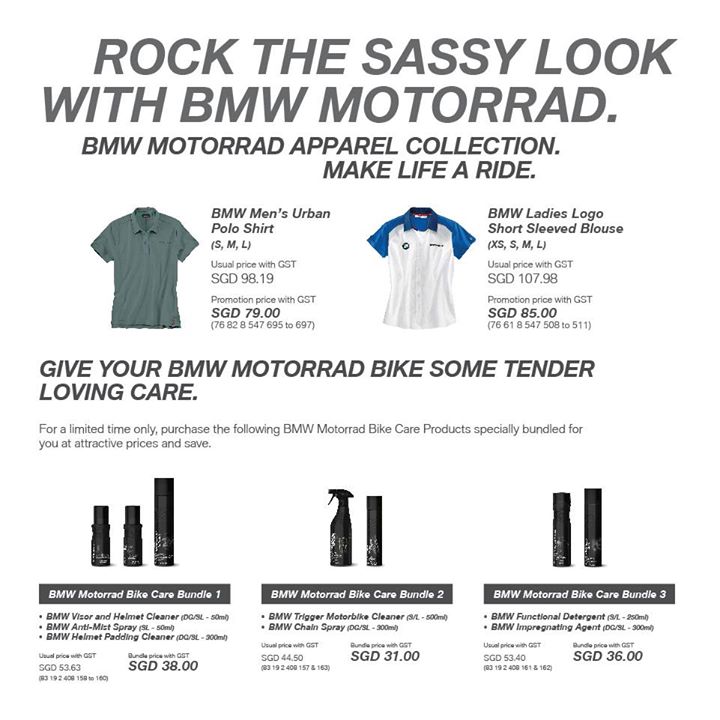 ROCK THE SASSY LOOK
WITH BMW MOTORRAD.
BMW MOTORRAD APPAREL COLLECTION.
MAKE LIFE A RIDE.
BMW Men's Urban
Polo Shirt
(S, M, L)
Usual price with GST
SGD 98.19
Promotion price with GST
SGD 79.00
(76 82 8 547 695 to 697)
BMW Ladies Logo
Short Sleeved Blouse
(XS, S, M, L)
Usual price with GST
SGD 107.98
Promotion price with GST
SGD 85.00
(76 61 8 547 508 to 511)
GIVE YOUR BMW MOTORRAD BIKE SOME TENDER
LOVING CARE.
For a limited time only, purchase the following BMW Motorrad Bike Care Products specially bundled for
you at attractive prices and save.
BMW Motorrad Bike Care Bundle 1
• BMW Visor and Helmet Cleaner (DG/SL - 50ml)
• BMW Anti-Mist Spray (SL - 50ml)
• BMW Helmet Padding Cleaner (DG/SL - 300ml)
Usual price with GST
SGD 53.63
(83 19 2 408 158 to 160)
Bundle price with GST
SGD 38.00
BMW Motorrad Bike Care Bundle 2
• BMW Trigger Motorbike Cleaner (S/L - 500ml)
• BMW Chain Spray (DG/SL - 300ml)
Usual price with GST
SGD 44.50
(83 19 2 408 157 & 163)
Bundle price with GST
SGD 31.00
BMW Motorrad Bike Care Bundle 3
• BMW Functional Detergent (S/L - 250ml)
• BMW Impregnating Agent (DG/SL - 300ml)
Usual price with GST
SGD 53.40
(83 19 2 408 161 & 162)
Bundle price with GST
SGD 36.00